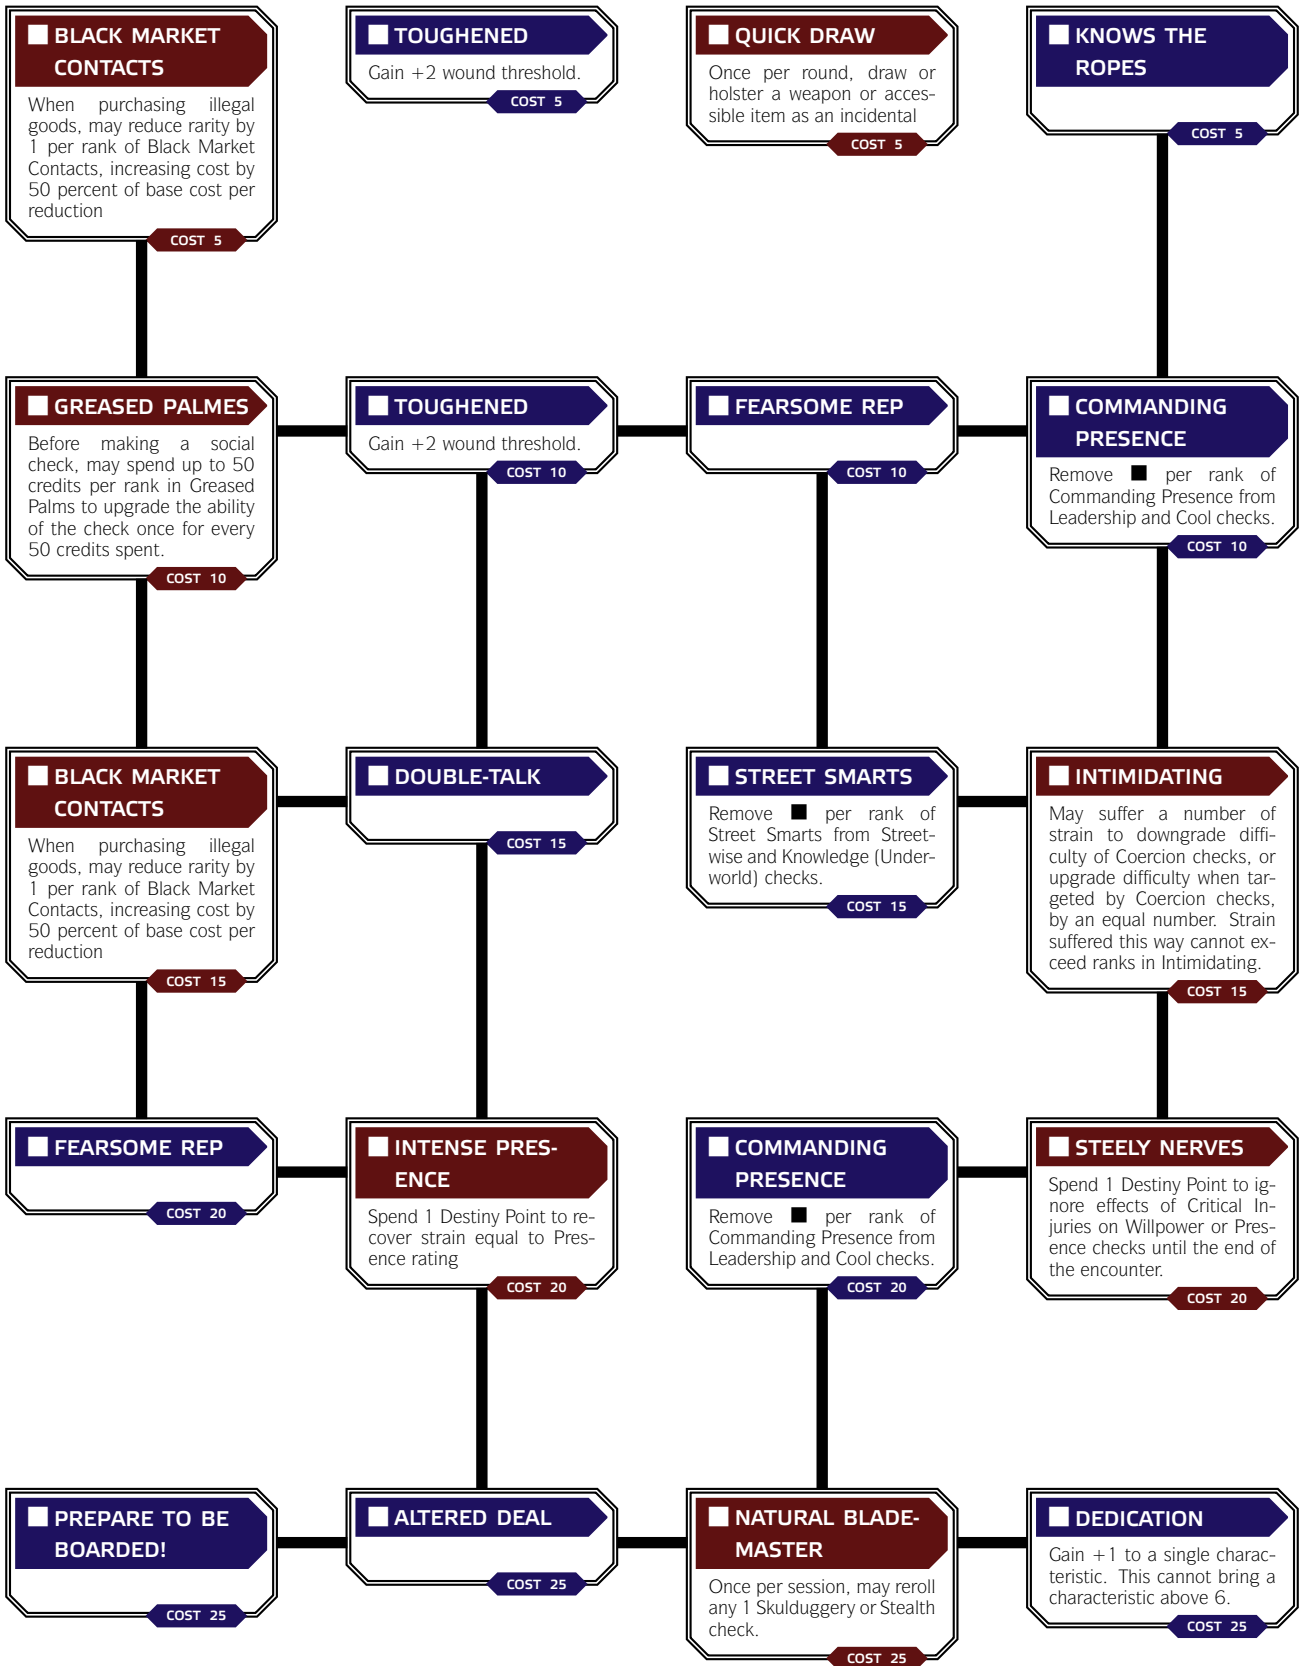 BLACK MARKET
CONTACTS
When purchasing illegal
goods, may reduce rarity by
1 per rank of Black Market
Contacts, increasing cost by
50 percent of base cost per
reduction
COST 5
TOUGHENED
Gain +2 wound threshold.
COST 5
QUICK DRAW
Once per round, draw or
holster a weapon or acces-
sible item as an incidental
COST 5
KNOWS THE
ROPES
COST 5
GREASED PALMES
Before making a social
check, may spend up to 50
credits per rank in Greased
Palms to upgrade the ability
of the check once for every
50 credits spent.
COST 10
TOUGHENED
Gain +2 wound threshold.
COST 10
FEARSOME REP
COST 10
COMMANDING
PRESENCE
Remove ■ per rank of
Commanding Presence from
Leadership and Cool checks.
COST 10
BLACK MARKET
CONTACTS
When purchasing illegal
goods, may reduce rarity by
1 per rank of Black Market
Contacts, increasing cost by
50 percent of base cost per
reduction
COST 15
DOUBLE-TALK
COST 15
STREET SMARTS
Remove ■ per rank of
Street Smarts from Street-
wise and Knowledge (Under-
world) checks.
COST 15
INTIMIDATING
May suffer a number of
strain to downgrade diffi-
culty of Coercion checks, or
upgrade difficulty when tar-
geted by Coercion checks,
by an equal number. Strain
suffered this way cannot ex-
ceed ranks in Intimidating.
COST 15
FEARSOME REP
COST 20
INTENSE PRES-
ENCE
Spend 1 Destiny Point to re-
cover strain equal to Pres-
ence rating
COST 20
COMMANDING
PRESENCE
Remove ■ per rank of
Commanding Presence from
Leadership and Cool checks.
COST 20
STEELY NERVES
Spend 1 Destiny Point to ig-
nore effects of Critical In-
juries on Willpower or Pres-
ence checks until the end of
the encounter.
COST 20
PREPARE TO BE
BOARDED!
COST 25
ALTERED DEAL
COST 25
NATURAL BLADE-
MASTER
Once per session, may reroll
any 1 Skulduggery or Stealth
check.
COST 25
DEDICATION
Gain +1 to a single charac-
teristic. This cannot bring a
characteristic above 6.
COST 25